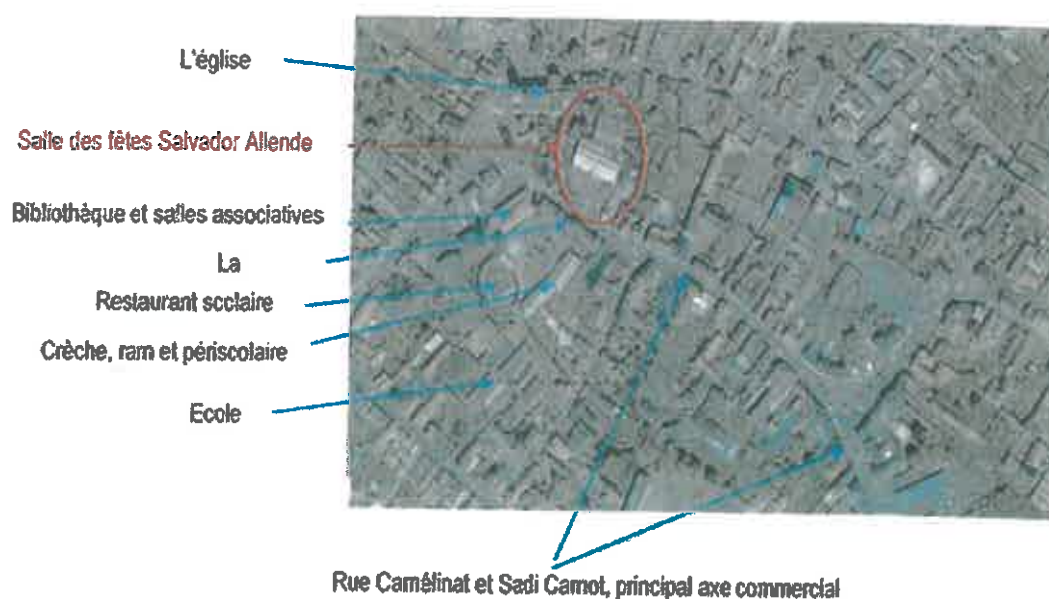 L'église
Salle des fêtes Salvador Allende
Bibliothèque et salles associatives
La
Restaurant scolaire
Crèche, ram et périscolaire
Ecole
Rue Camélinat et Sadi Carnot, principal axe commercial